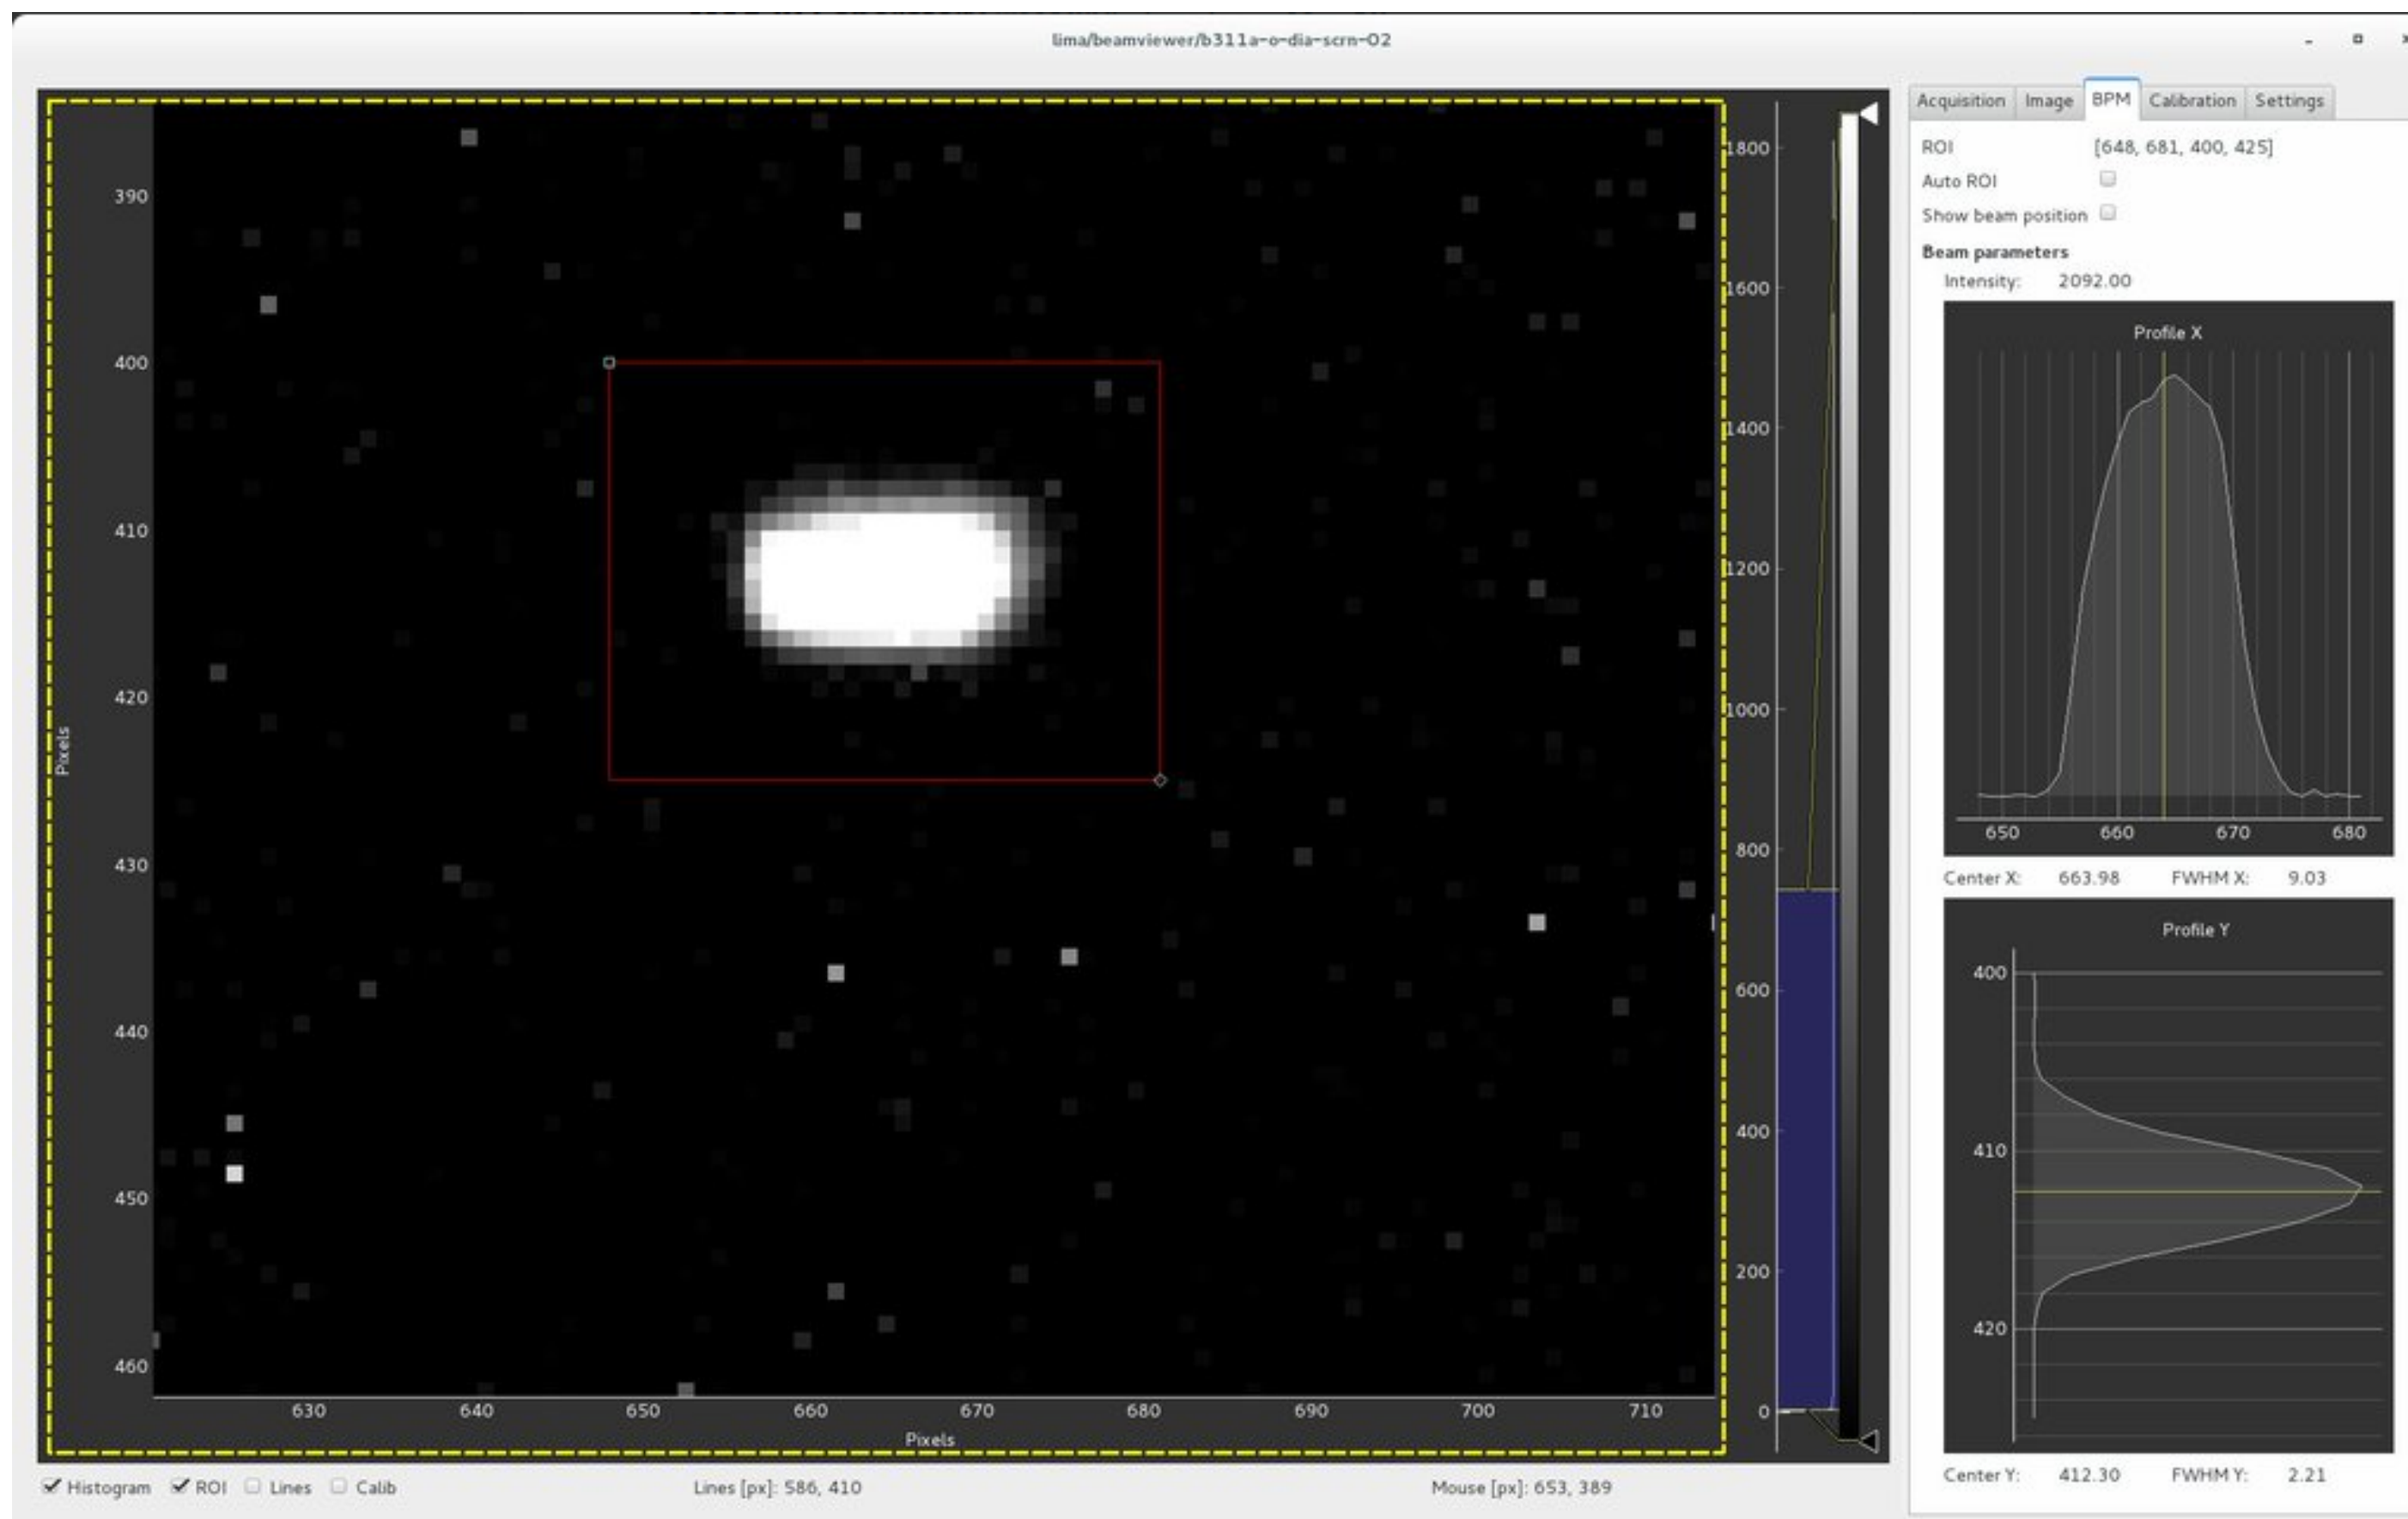 lima/beamviewer/b311a-o-dia-scrn-02
Acquisition Image BPM Calibration Settings
ROI [648, 681, 400, 425]
Auto ROI
Show beam position
Beam parameters
Intensity: 2092.00
Profile X
650 660 670 680
Center X: 663.98 FWHM X: 9.03
Profile Y
400
410
420
Center Y: 412.30 FWHM Y: 2.21
Pixels
390
400
410
420
430
440
450
460
630 640 650 660 670 680 690 700 710
Pixels
1800
1600
1400
1200
1000
800
600
400
200
0
Histogram ROI Lines Calib Lines [px]: 586, 410 Mouse [px]: 653, 389